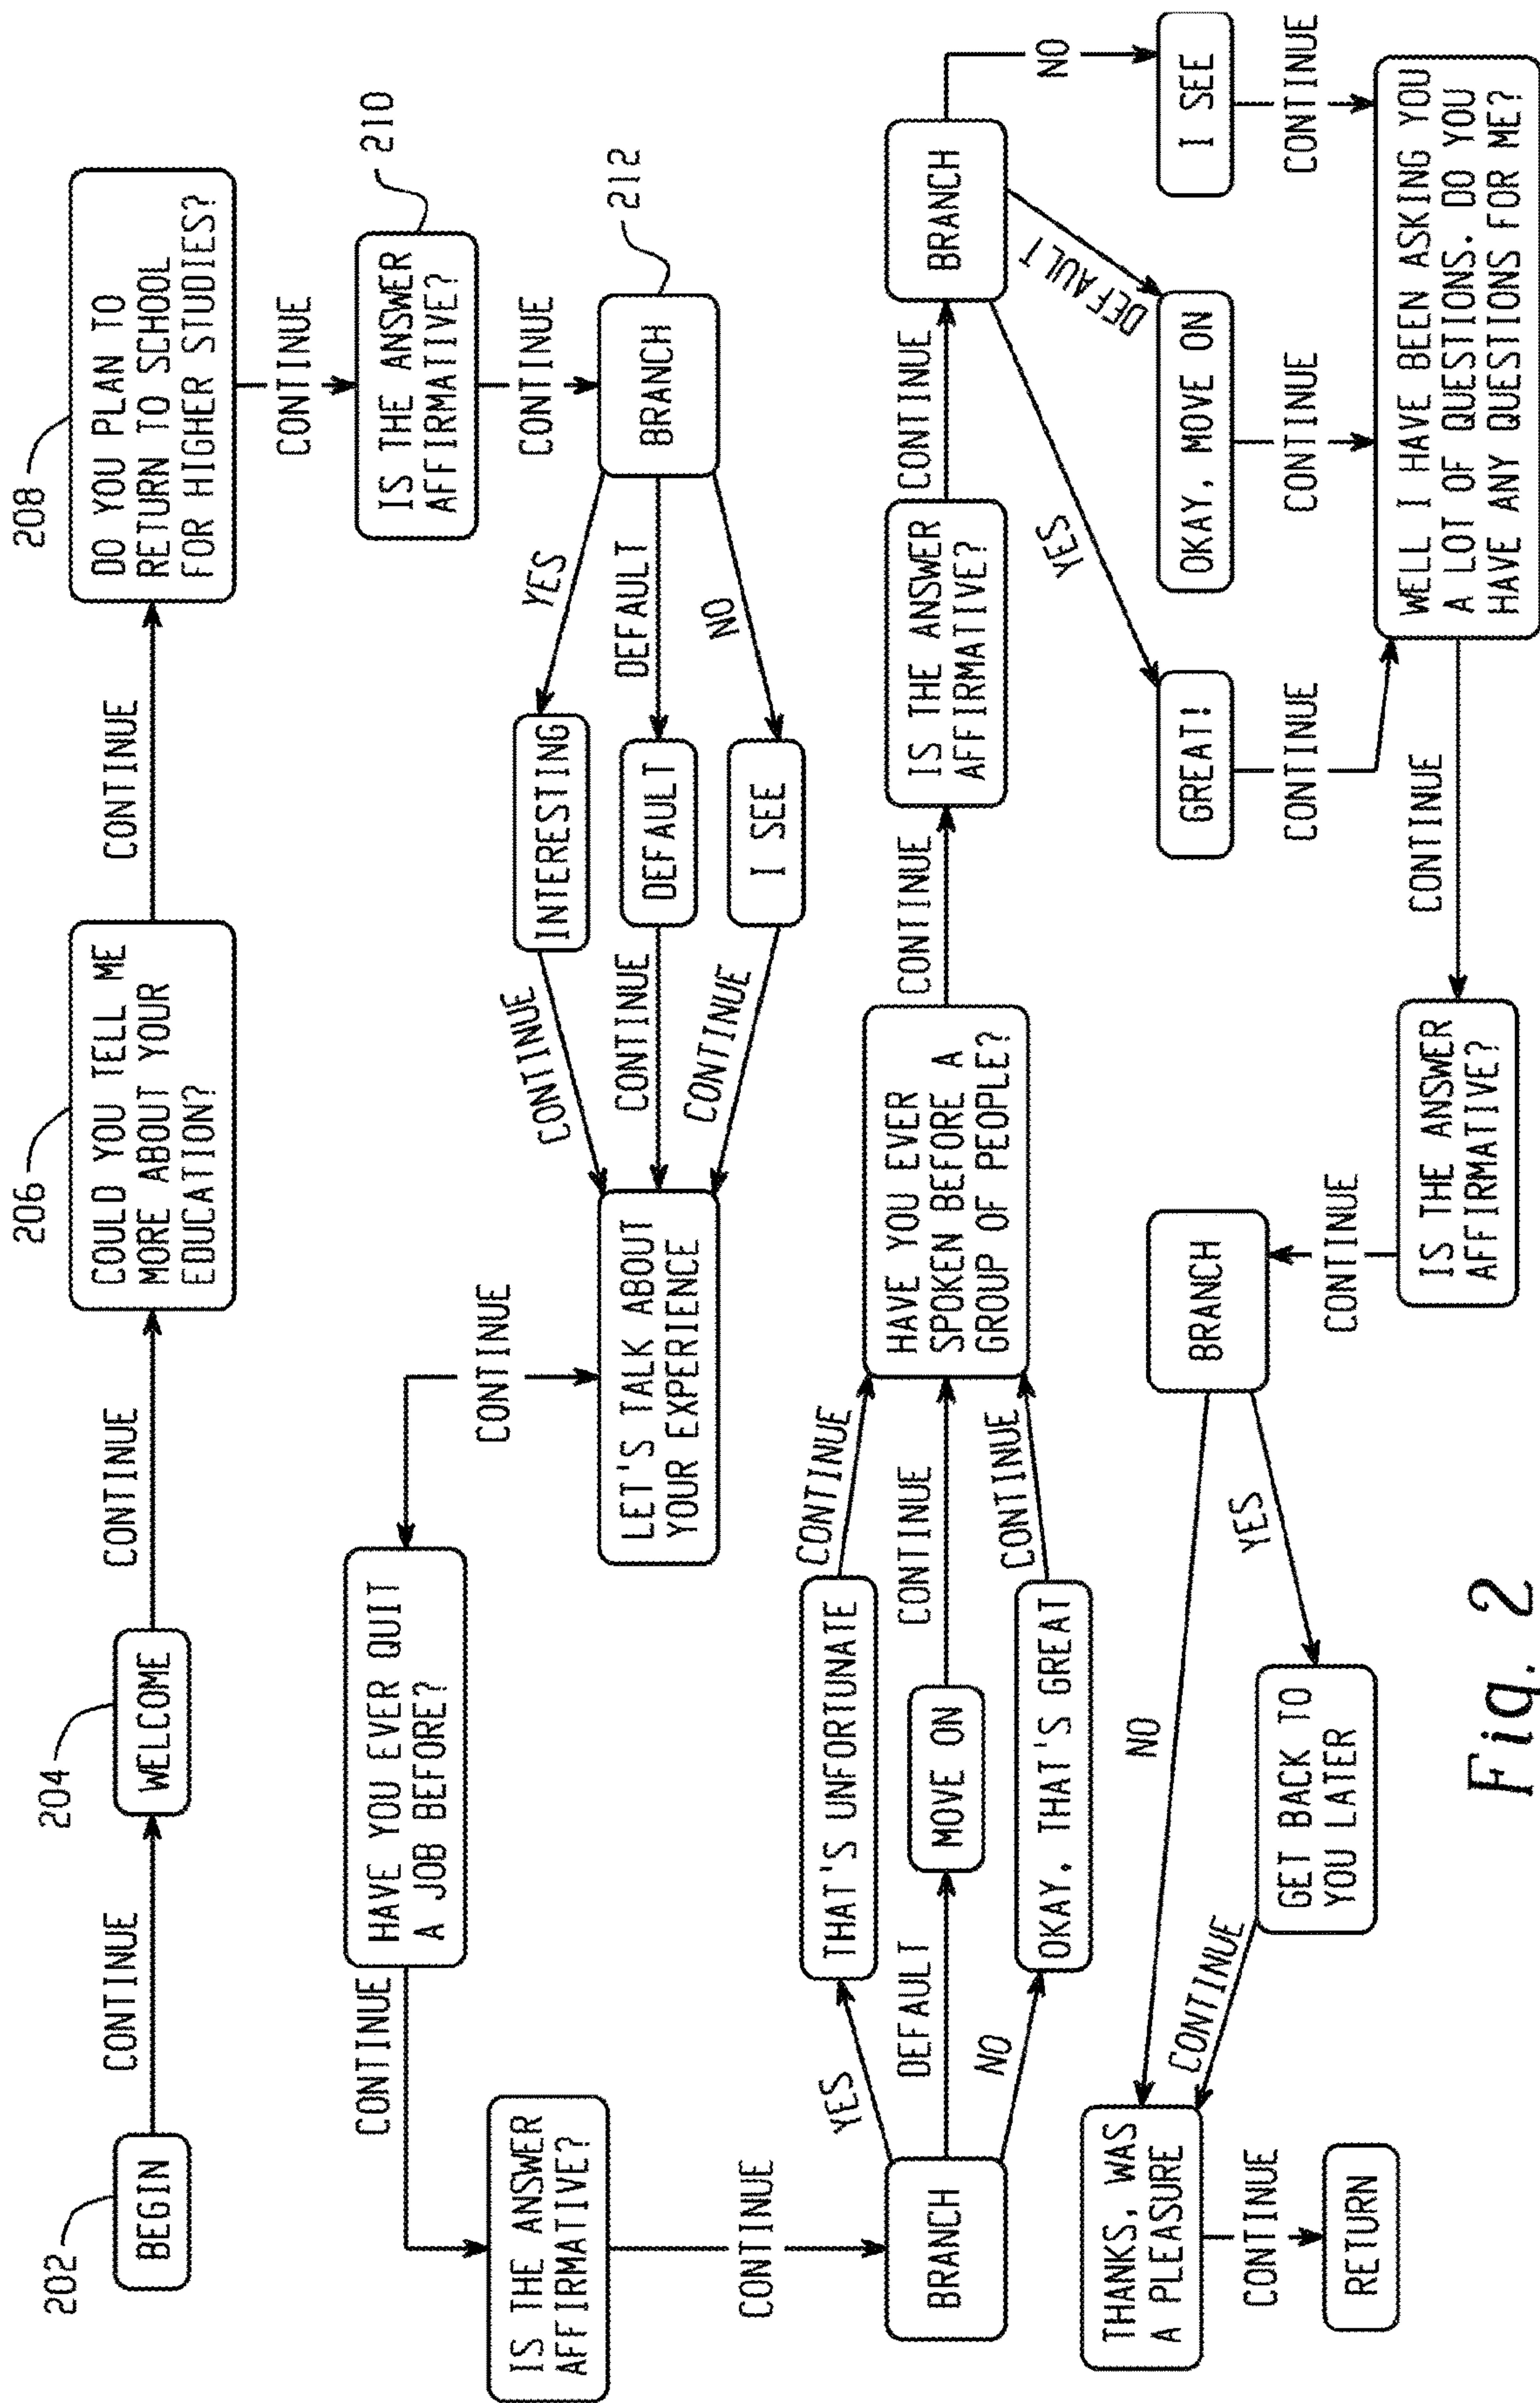 202
BEGIN
CONTINUE
204
WELCOME
CONTINUE
206
COULD YOU TELL ME
MORE ABOUT YOUR
EDUCATION?
CONTINUE
208
DO YOU PLAN TO
RETURN TO SCHOOL
FOR HIGHER STUDIES?
CONTINUE
210
IS THE ANSWER
AFFIRMATIVE?
CONTINUE
212
BRANCH
YES
DEFAULT
NO
INTERESTING
DEFAULT
I SEE
CONTINUE
CONTINUE
CONTINUE
LET'S TALK ABOUT
YOUR EXPERIENCE
CONTINUE
HAVE YOU EVER QUIT
A JOB BEFORE?
CONTINUE
IS THE ANSWER
AFFIRMATIVE?
CONTINUE
BRANCH
YES
DEFAULT
NO
THAT'S UNFORTUNATE
MOVE ON
OKAY, THAT'S GREAT
CONTINUE
CONTINUE
CONTINUE
HAVE YOU EVER
SPOKEN BEFORE A
GROUP OF PEOPLE?
CONTINUE
IS THE ANSWER
AFFIRMATIVE?
CONTINUE
BRANCH
YES
DEFAULT
NO
GREAT!
OKAY, MOVE ON
I SEE
CONTINUE
CONTINUE
CONTINUE
WELL I HAVE BEEN ASKING YOU
A LOT OF QUESTIONS. DO YOU
HAVE ANY QUESTIONS FOR ME?
CONTINUE
IS THE ANSWER
AFFIRMATIVE?
CONTINUE
BRANCH
NO
YES
GET BACK TO
YOU LATER
CONTINUE
THANKS, WAS
A PLEASURE
CONTINUE
RETURN
Fig. 2